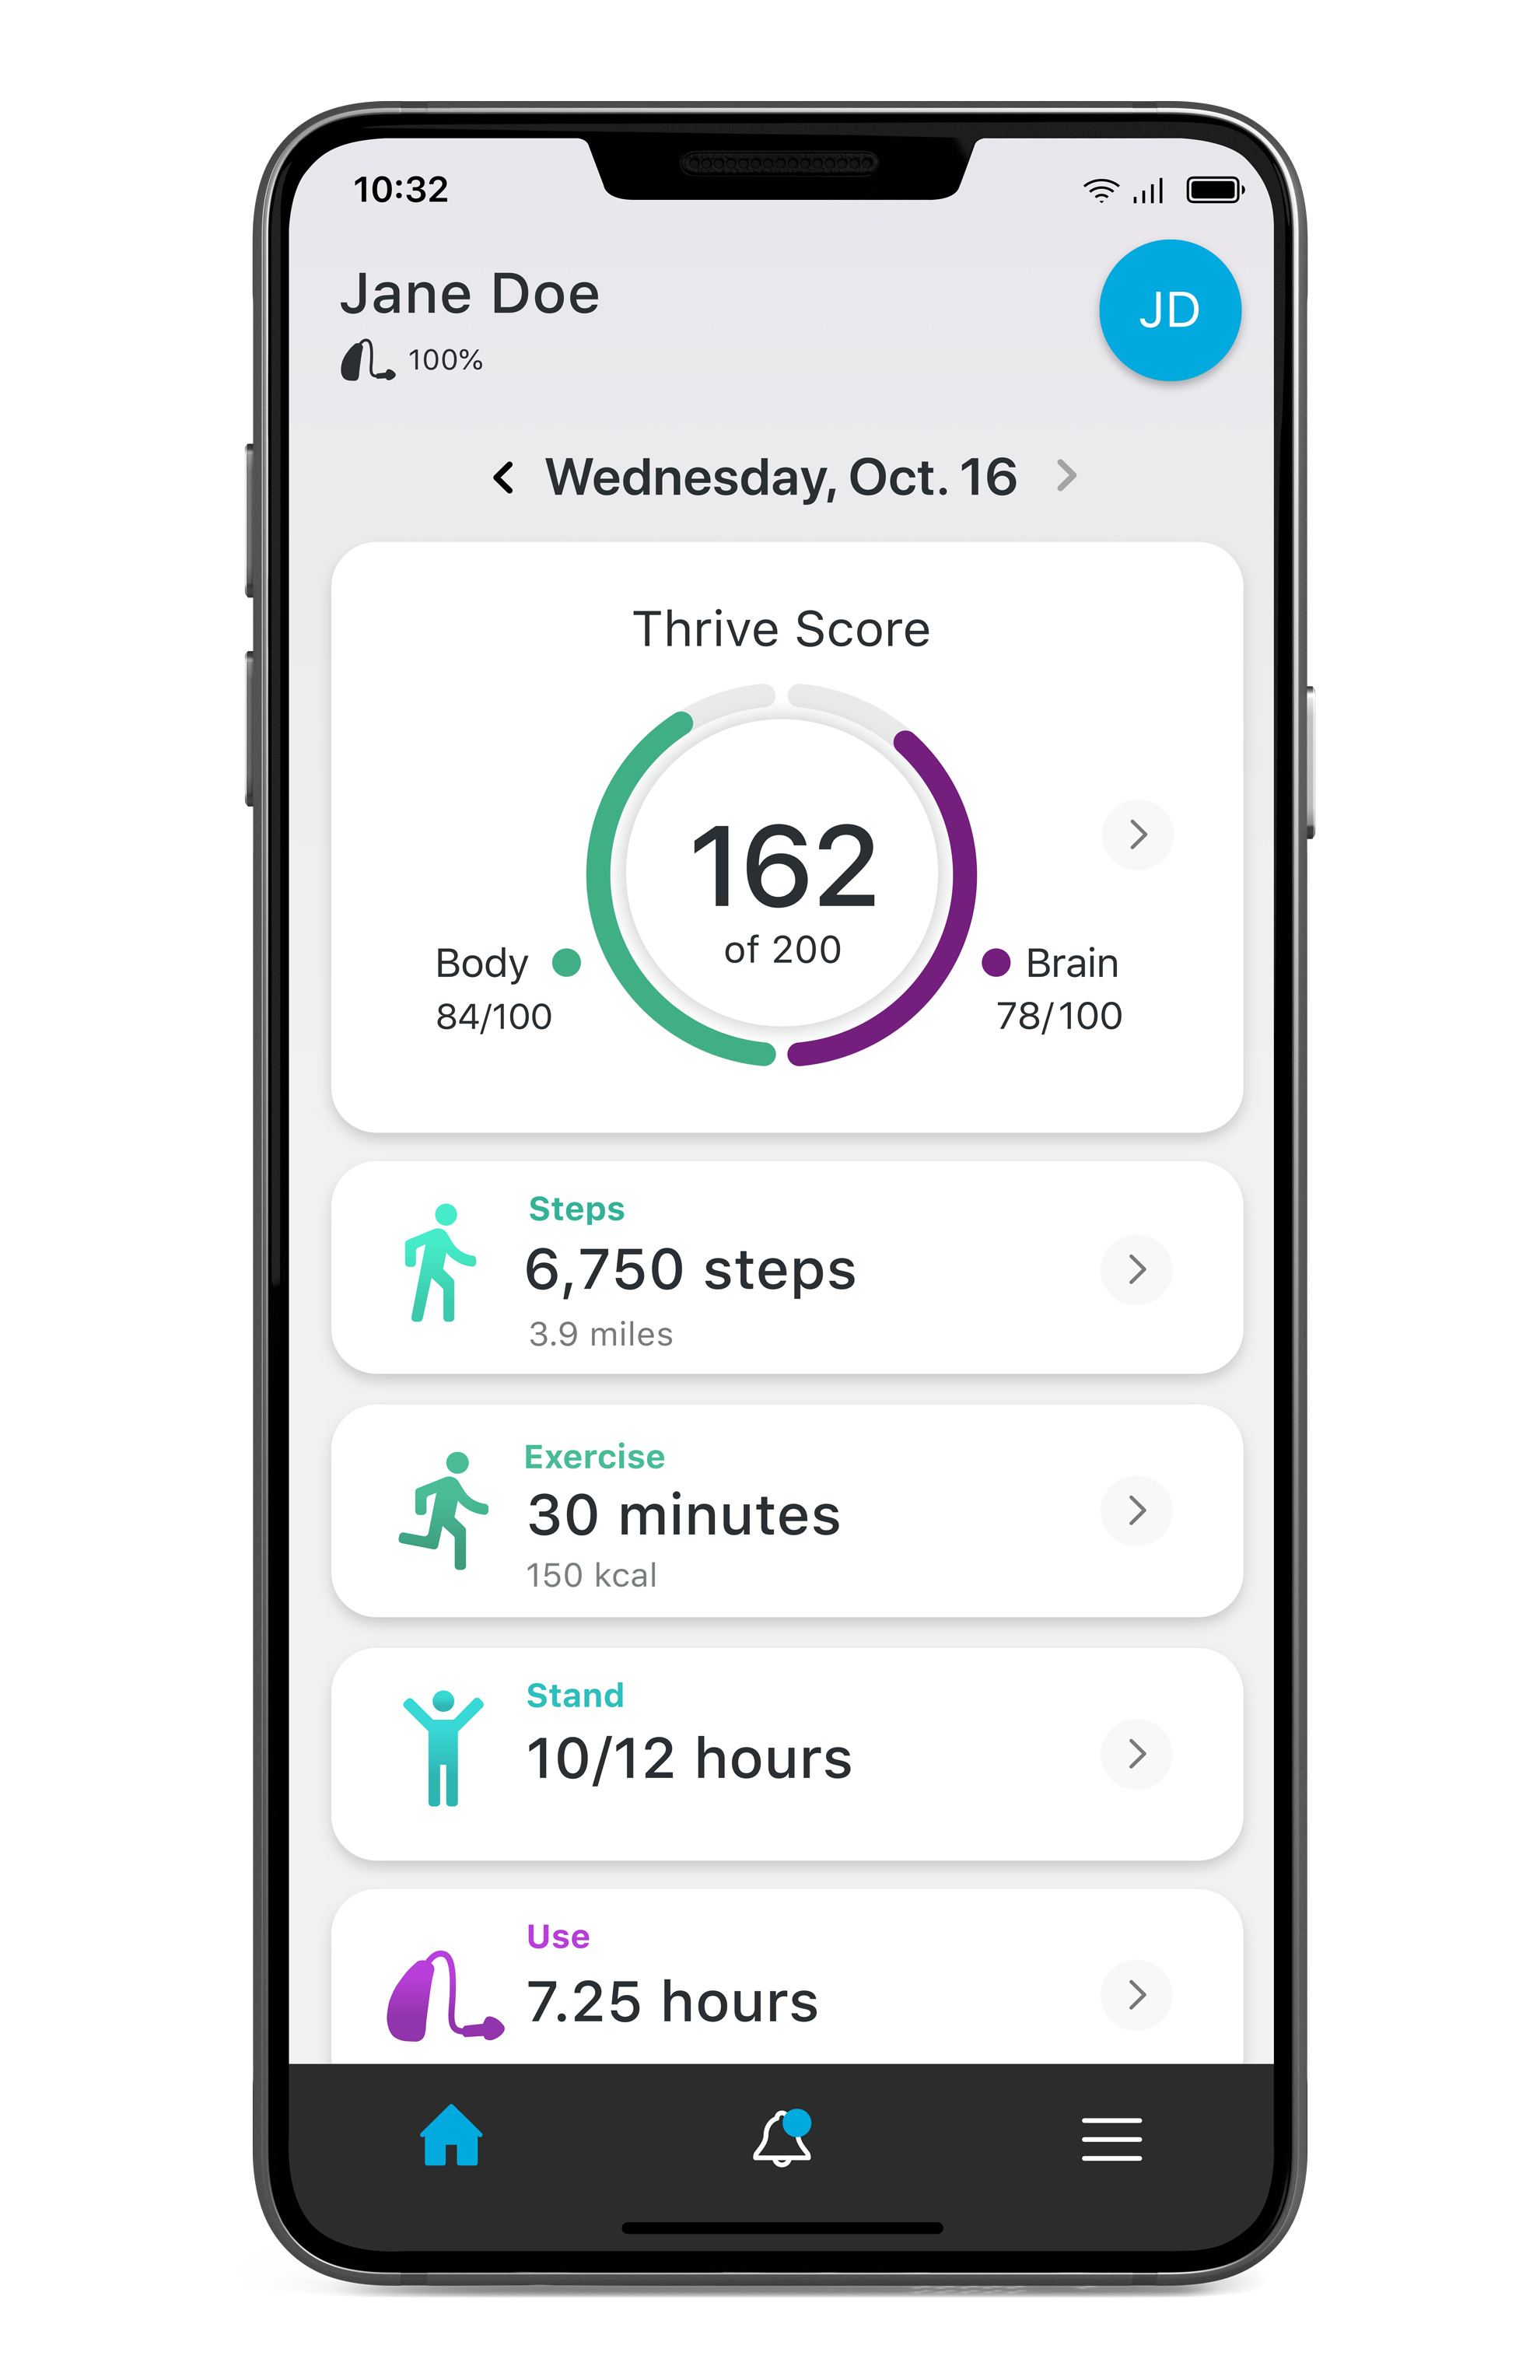 10:32
Jane Doe
JD
100%
Wednesday, Oct. 16
Thrive Score
162
of 200
Body
84/100
Brain
78/100
Steps
6,750 steps
3.9 miles
Exercise
30 minutes
150 kcal
Stand
10/12 hours
Use
7.25 hours